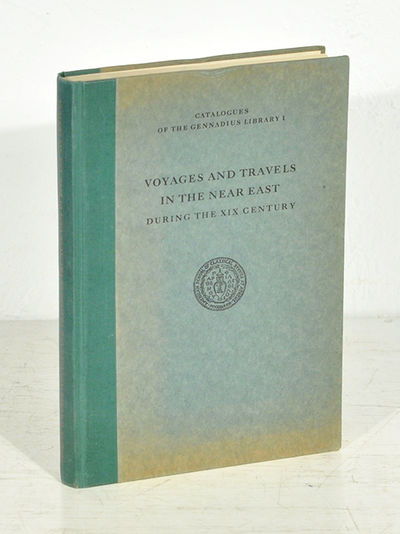 CATALOGUES
OF THE GENNADIUS LIBRARY I
VOYAGES AND TRAVELS
IN THE NEAR EAST
DURING THE XIX CENTURY